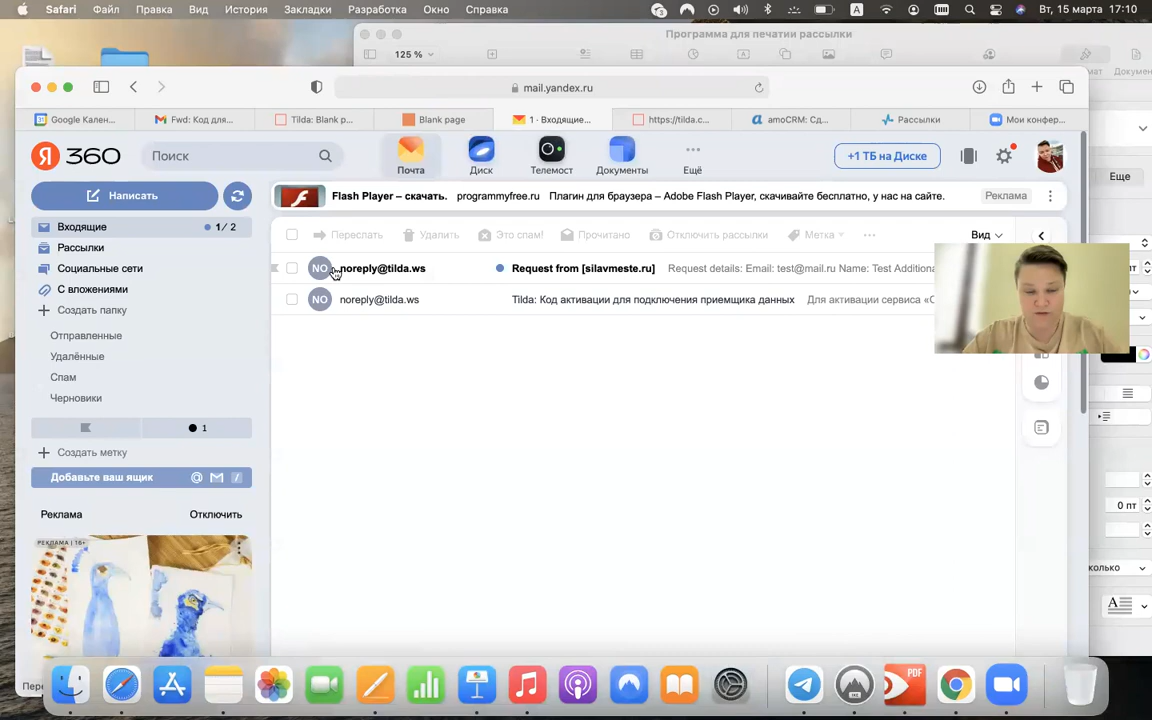 Safari Файл Правка Вид История Закладки Разработка Окно Справка Вт, 15 марта 17:10
Программа для печати рассылки
125 %
mail.yandex.ru
Google Кален... Fwd: Код для... Tilda: Blank p... Blank page 1 · Входящие... https://tilda.c... amoCRM: Сд... Рассылки Мои конфер...
Я 360 Поиск Почта Диск Телемост Документы Ещё +1 ТБ на Диске
Еще
Написать
Flash Player – скачать. programmyfree.ru Плагин для браузера – Adobe Flash Player, скачивайте бесплатно, у нас на сайте. Реклама
Входящие 1 / 2
Переслать Удалить Это спам! Прочитано Отключить рассылки Метка Вид
Рассылки
Социальные сети
NO noreply@tilda.ws Request from [silavmeste.ru] Request details: Email: test@mail.ru Name: Test Additiona
С вложениями
NO noreply@tilda.ws Tilda: Код активации для подключения приемщика данных Для активации сервиса «С
Создать папку
Отправленные
Удалённые
Спам
Черновики
1
Создать метку
Добавьте ваш ящик
Реклама Отключить
РЕКЛАМА | 16+
0 пт
колько